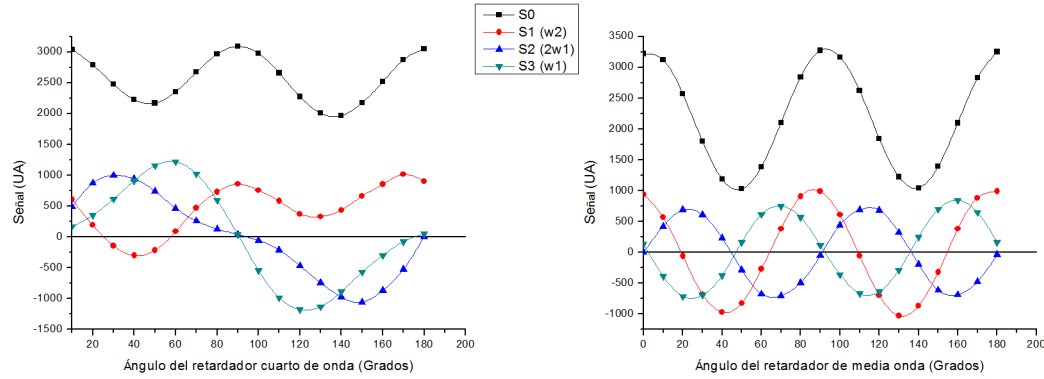 S0
S1 (w2)
S2 (2w1)
S3 (w1)
3000
2500
2000
1500
1000
500
0
-500
-1000
-1500
20 40 60 80 100 120 140 160 180 200
Señal (UA)
Ángulo del retardador cuarto de onda (Grados)
3500
3000
2500
2000
1500
1000
500
0
-500
-1000
0 20 40 60 80 100 120 140 160 180 200
Señal (UA)
Ángulo del retardador de media onda (Grados)